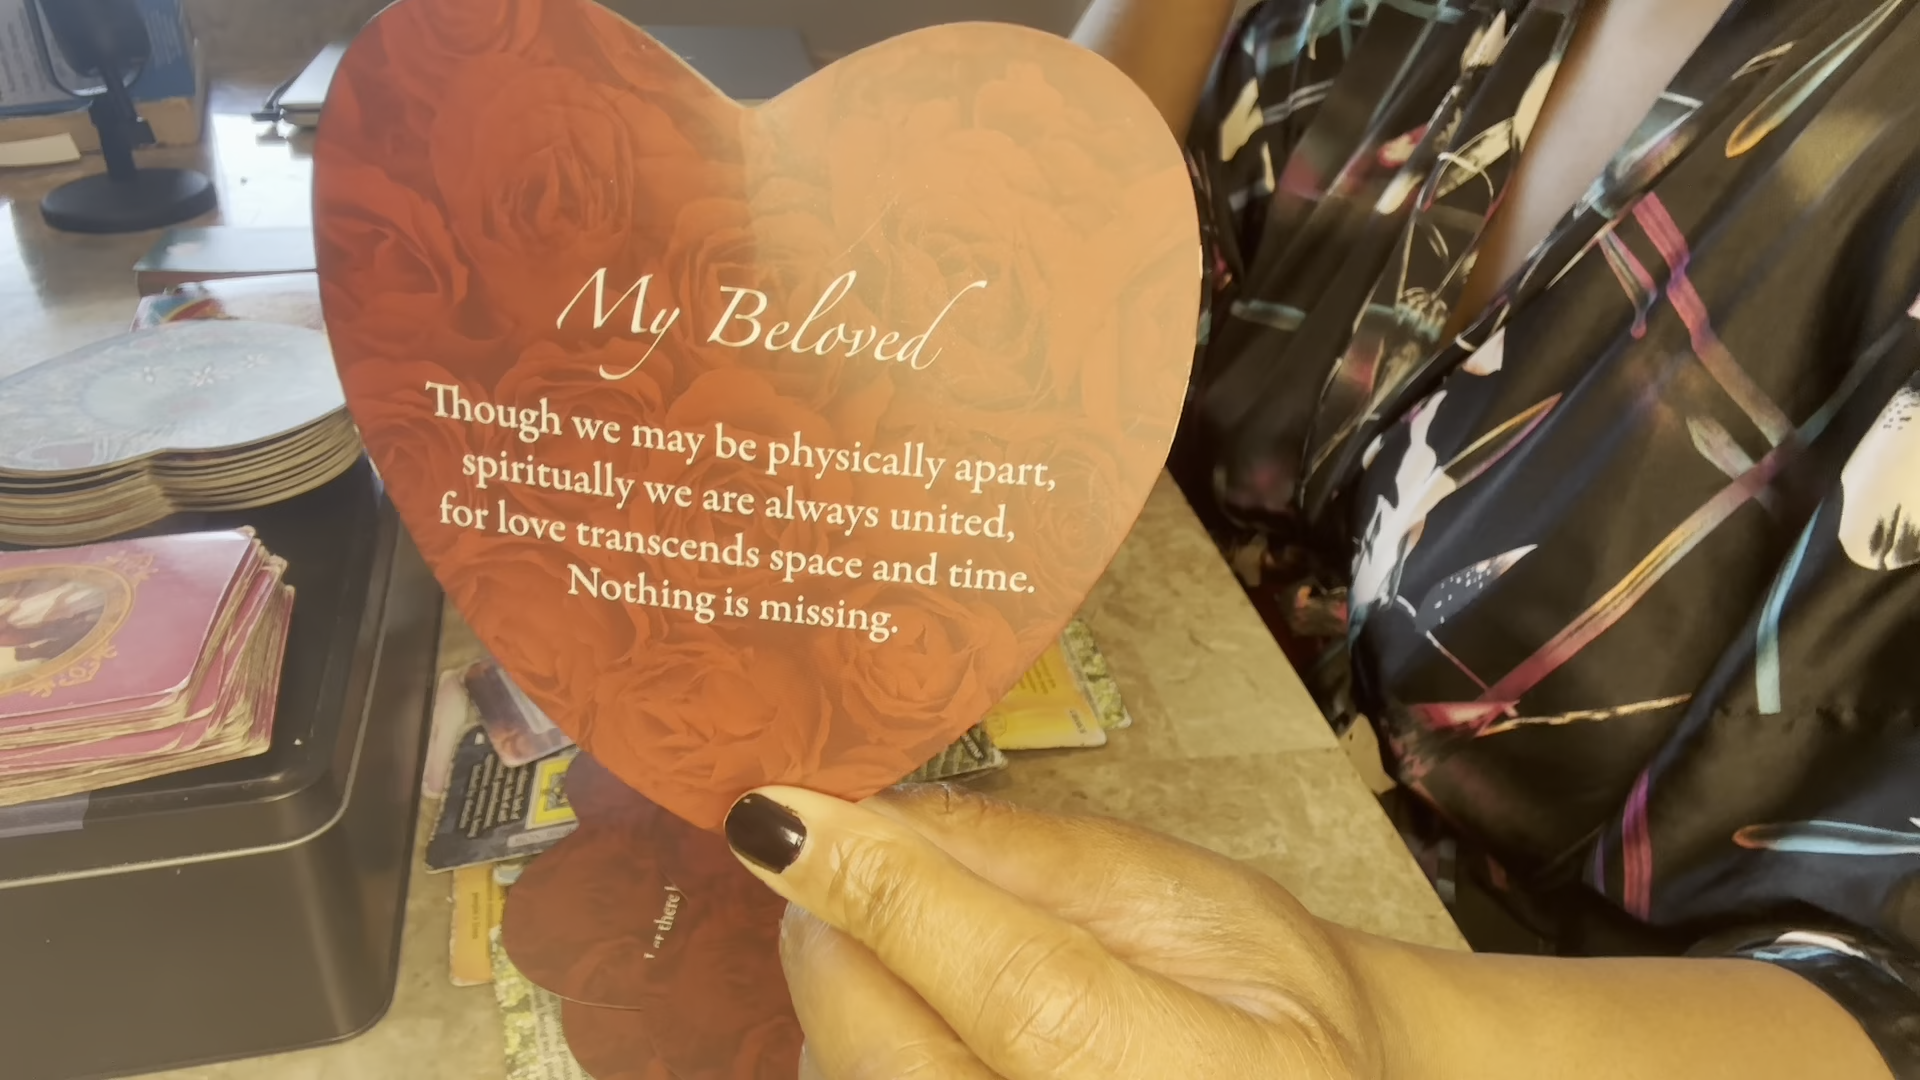 My Beloved
Though we may be physically apart,
spiritually we are always united,
for love transcends space and time.
Nothing is missing.
there!